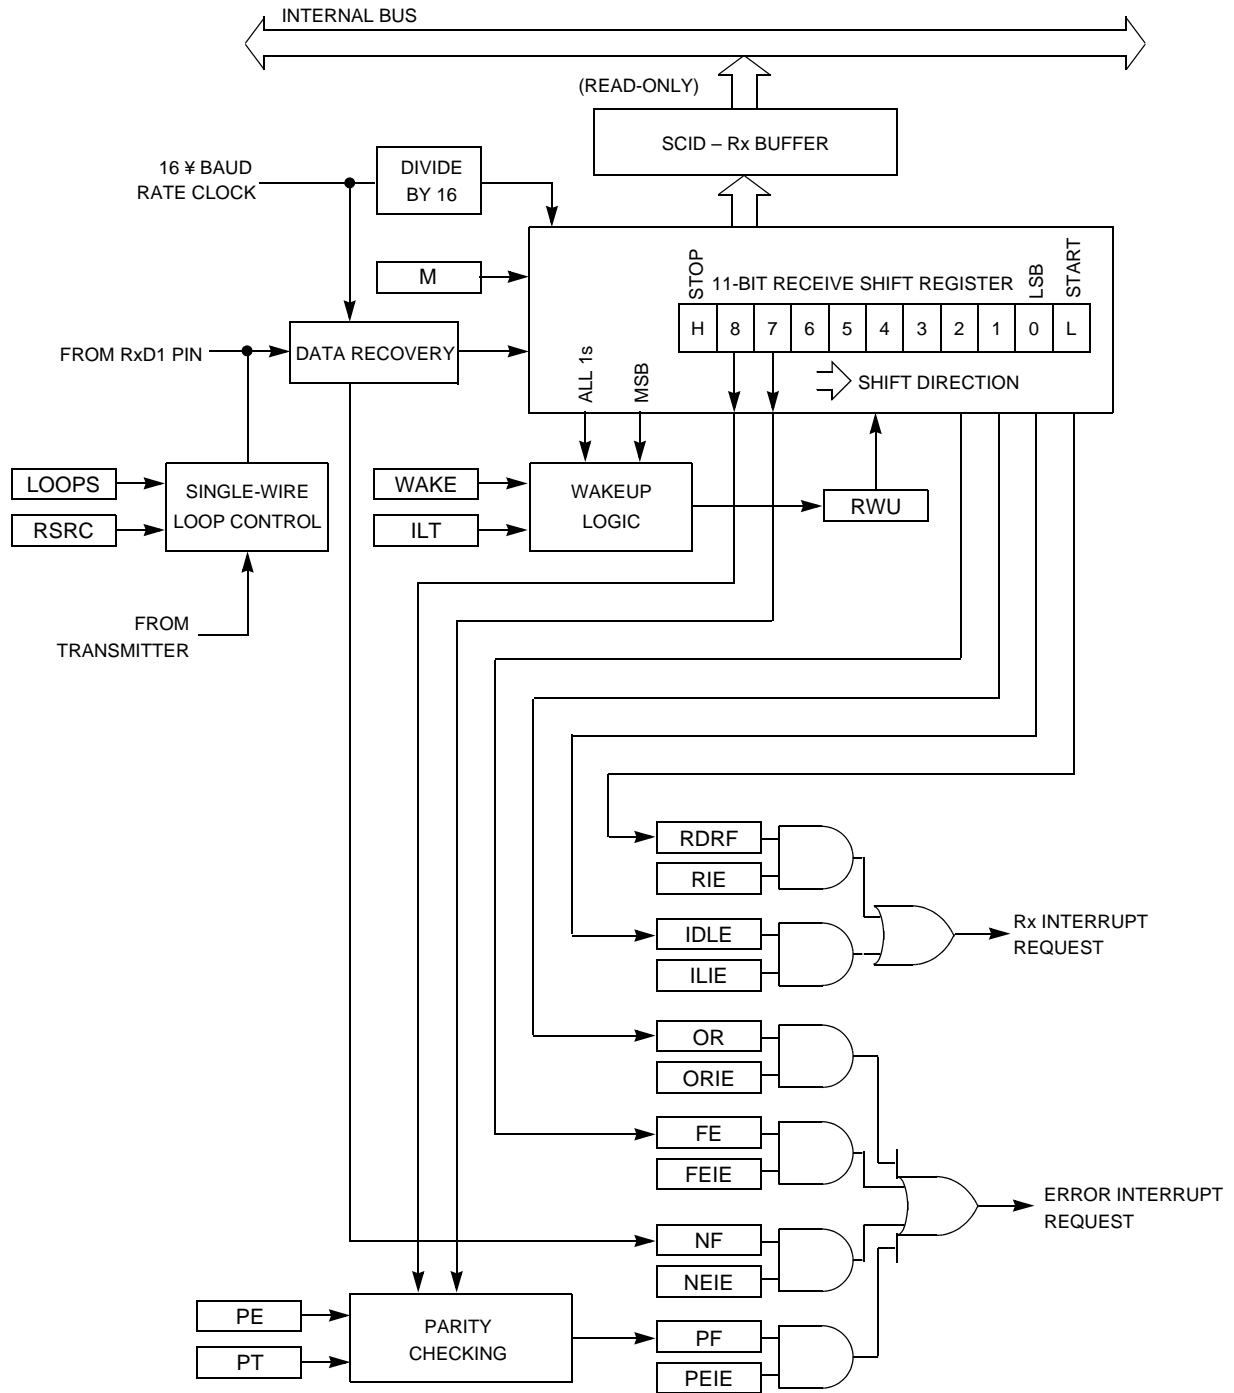 INTERNAL BUS
(READ-ONLY)
SCID – Rx BUFFER
16 ¥ BAUD
RATE CLOCK
DIVIDE
BY 16
M
STOP
11-BIT RECEIVE SHIFT REGISTER
LSB
START
H 8 7 6 5 4 3 2 1 0 L
FROM RxD1 PIN
DATA RECOVERY
ALL 1s
MSB
SHIFT DIRECTION
LOOPS
RSRC
SINGLE-WIRE
LOOP CONTROL
WAKE
ILT
WAKEUP
LOGIC
RWU
FROM
TRANSMITTER
RDRF
RIE
IDLE
ILIE
Rx INTERRUPT
REQUEST
OR
ORIE
FE
FEIE
ERROR INTERRUPT
REQUEST
NF
NEIE
PE
PT
PARITY
CHECKING
PF
PEIE